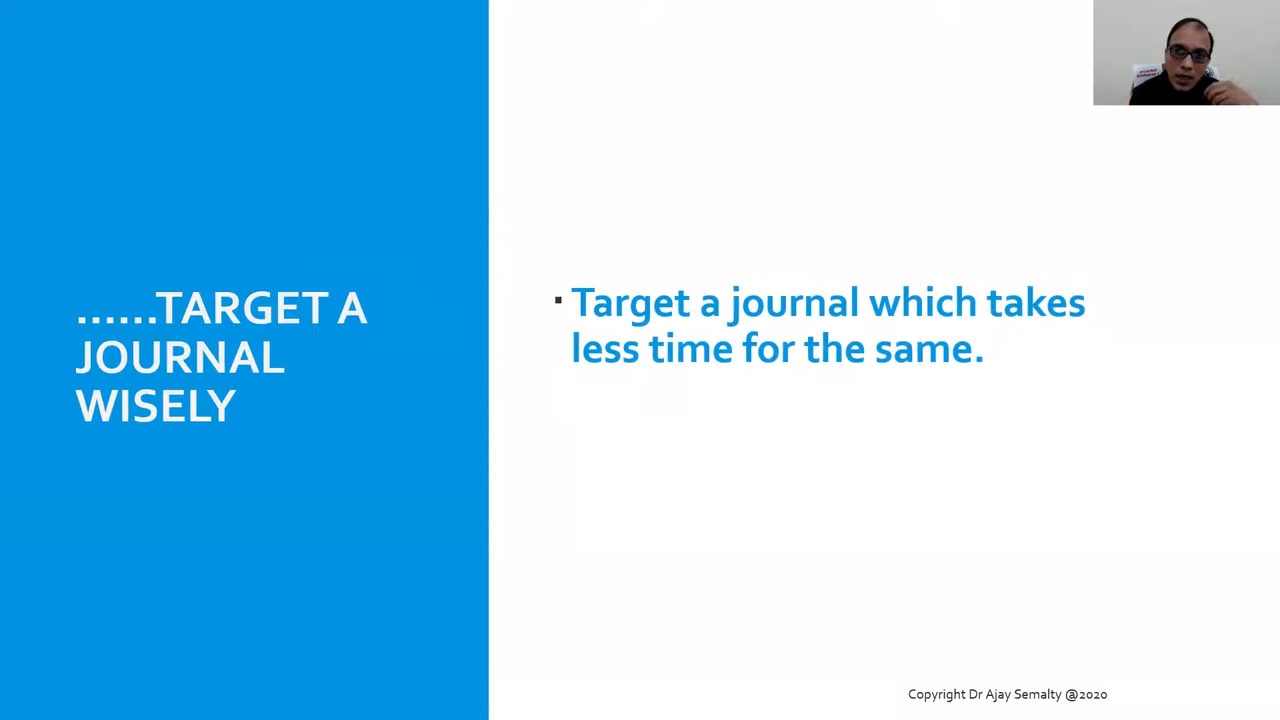 ......TARGET A
JOURNAL
WISELY
▪ Target a journal which takes
less time for the same.
Copyright Dr Ajay Semalty @2020